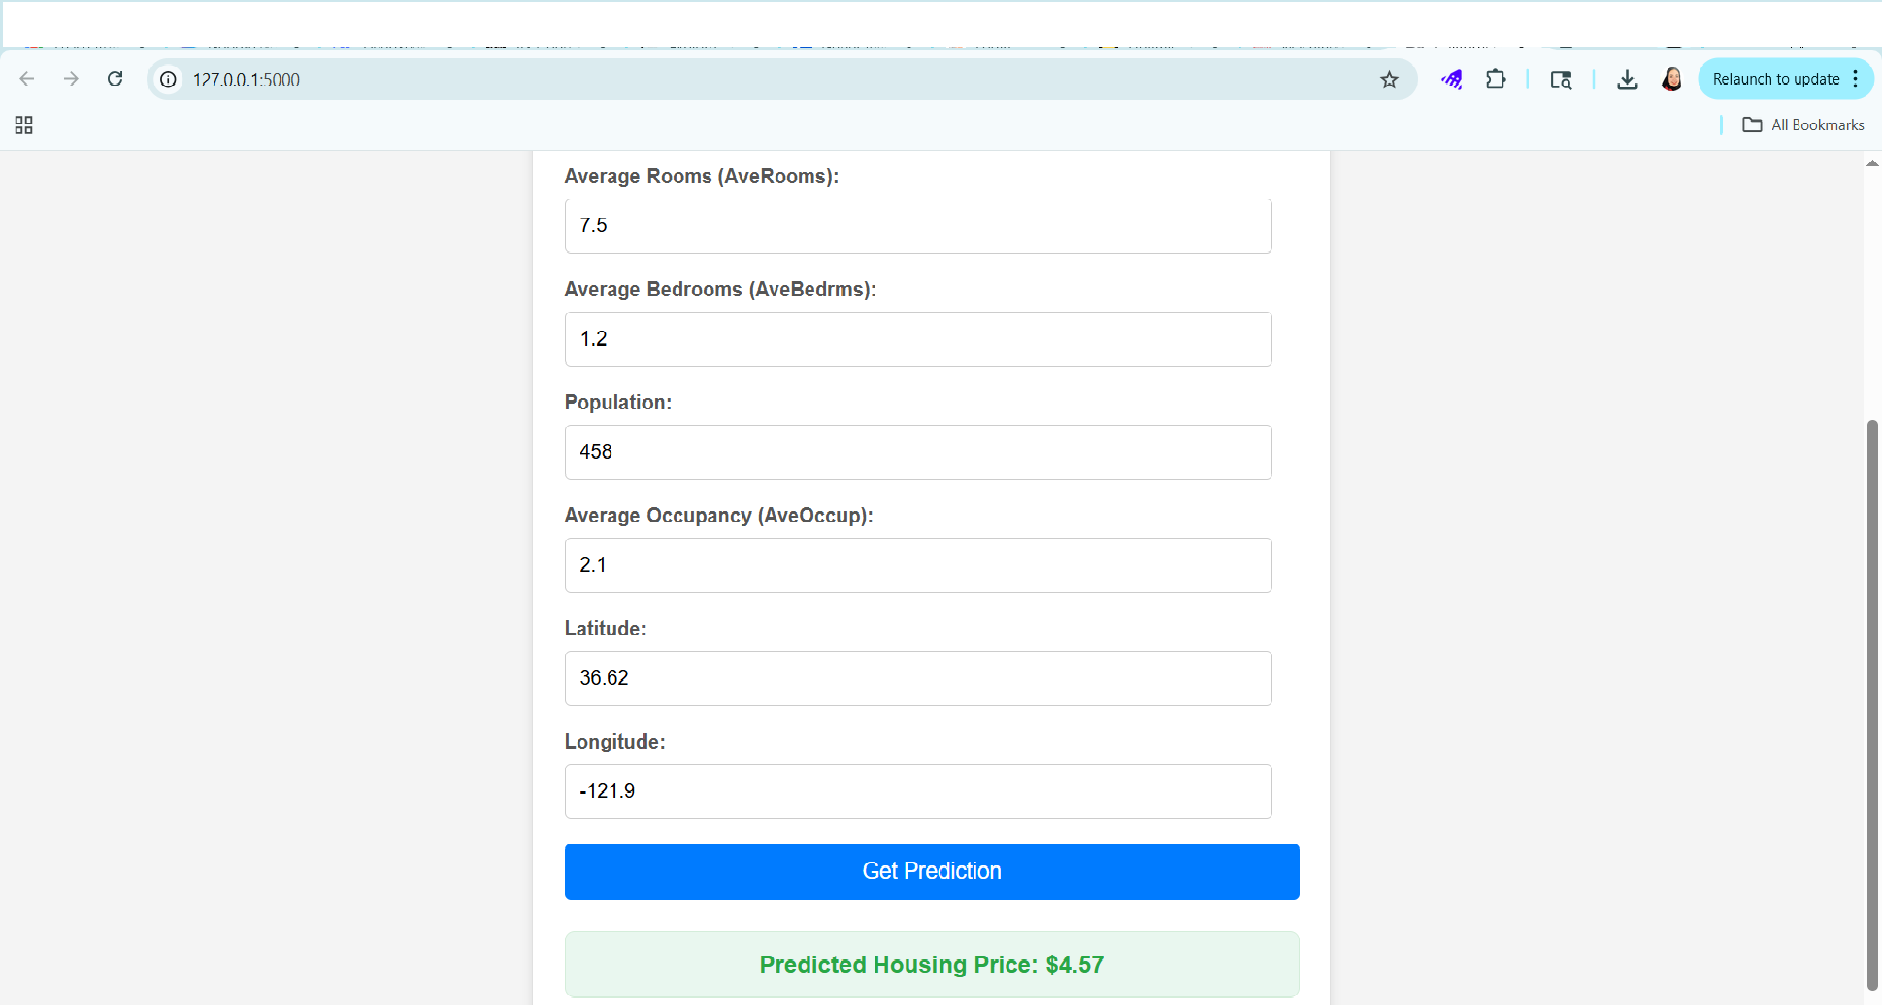 127.0.0.1:5000
Relaunch to update
All Bookmarks
Average Rooms (AveRooms):
7.5
Average Bedrooms (AveBedrms):
1.2
Population:
458
Average Occupancy (AveOccup):
2.1
Latitude:
36.62
Longitude:
-121.9
Get Prediction
Predicted Housing Price: $4.57